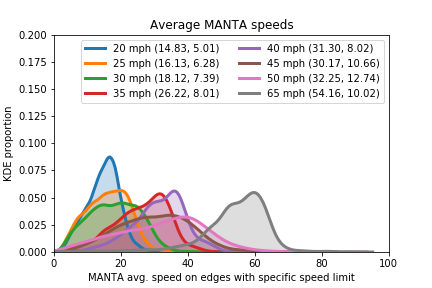 Average MANTA speeds
0.200
0.175
0.150
0.125
0.100
0.075
0.050
0.025
0.000
KDE proportion
20 mph (14.83, 5.01)
25 mph (16.13, 6.28)
30 mph (18.12, 7.39)
35 mph (26.22, 8.01)
40 mph (31.30, 8.02)
45 mph (30.17, 10.66)
50 mph (32.25, 12.74)
65 mph (54.16, 10.02)
0 20 40 60 80 100
MANTA avg. speed on edges with specific speed limit